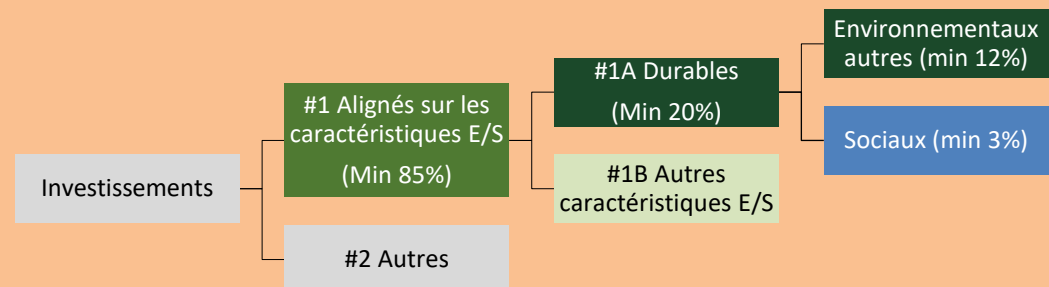 Investissements
#1 Alignés sur les
caractéristiques E/S
(Min 85%)
#2 Autres
#1A Durables
(Min 20%)
#1B Autres
caractéristiques E/S
Environnementaux
autres (min 12%)
Sociaux (min 3%)